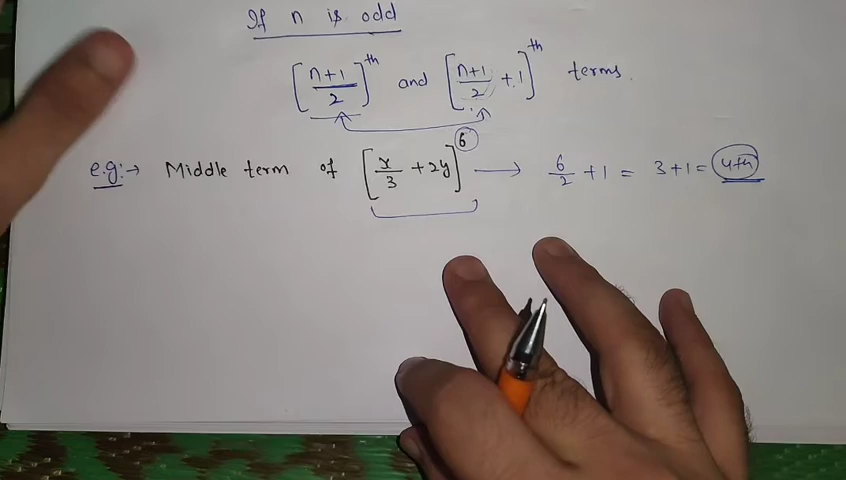 If n is odd
[n+1/2]th and [n+1/2 + 1]th terms.
e.g:→ Middle term of [x/3 + 2y]6 → 6/2 + 1 = 3+1 = 4th